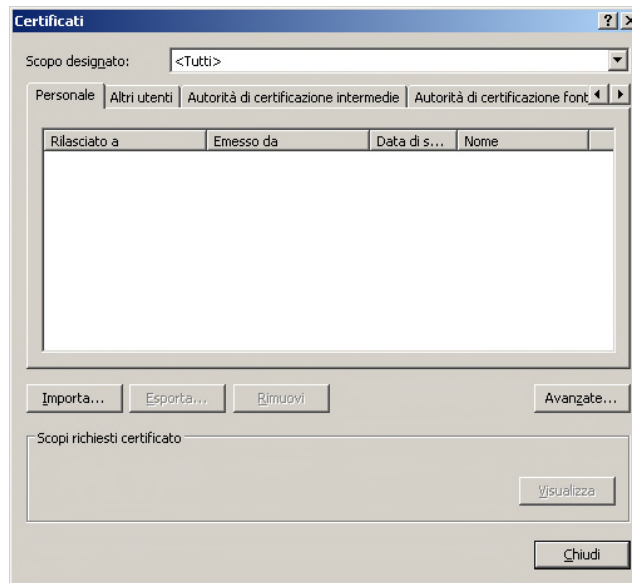 Certificati
Scopo designato: <Tutti>
Personale Altri utenti Autorità di certificazione intermedie Autorità di certificazione font
Rilasciato a Emesso da Data di s... Nome
Importa... Esporta... Rimuovi Avanzate...
Scopi richiesti certificato
Visualizza
Chiudi